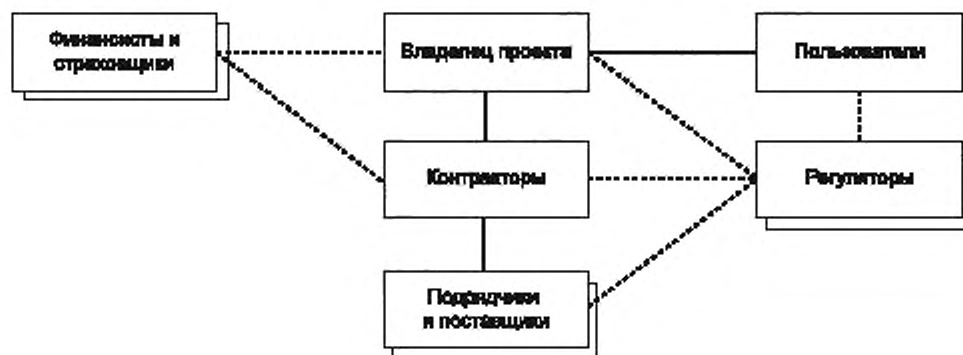 Финансисты и
страховщики
Владелец проекта
Пользователи
Контракторы
Регуляторы
Подрядчики
и поставщики